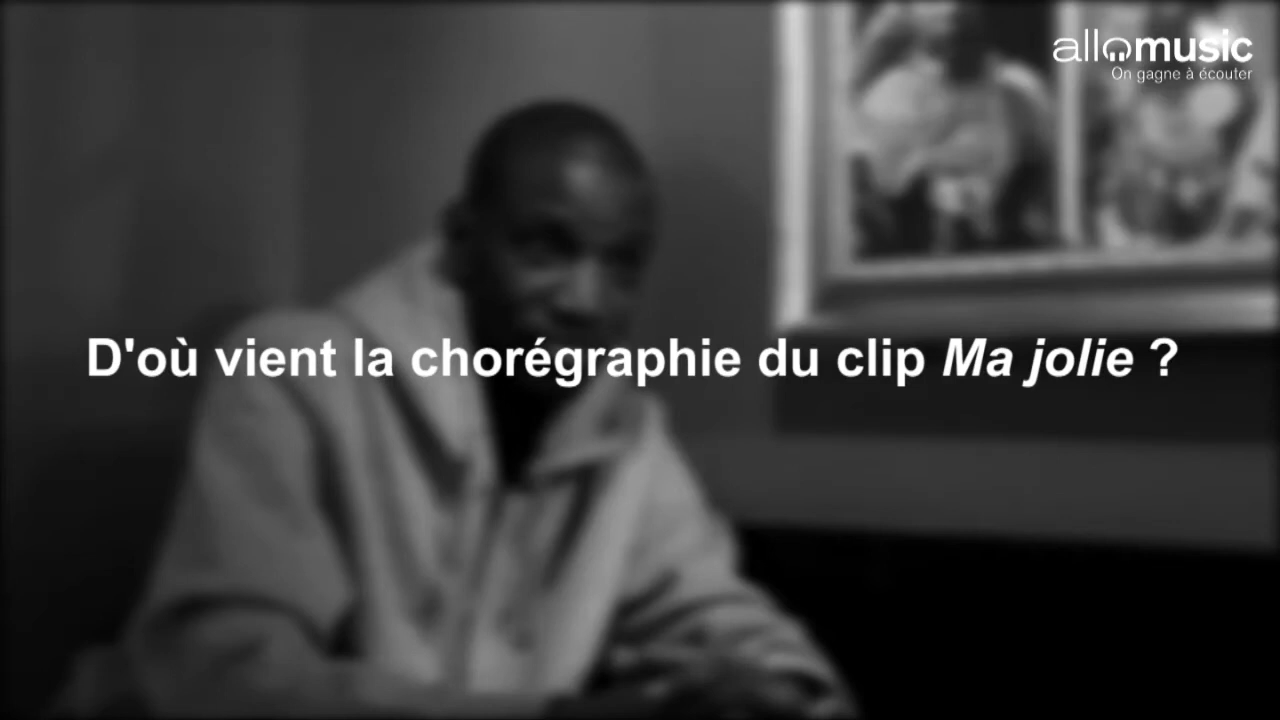 allomusic
On gagne à écouter
D'où vient la chorégraphie du clip Ma jolie ?